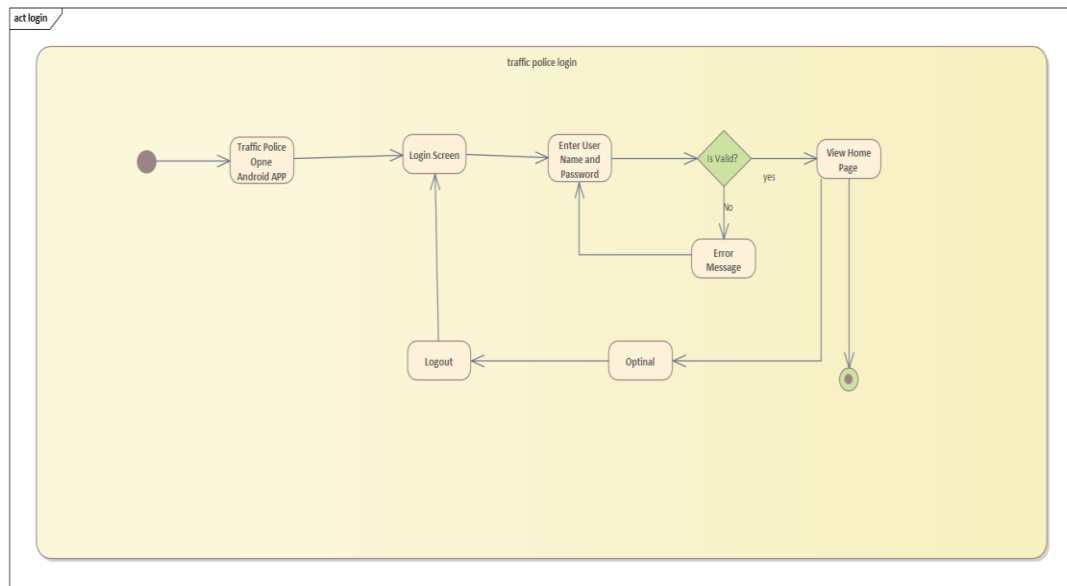 act login
traffic police login
Traffic Police
Opne
Android APP
Login Screen
Enter User
Name and
Password
Is Valid?
yes
View Home
Page
No
Error
Message
Logout
Optinal